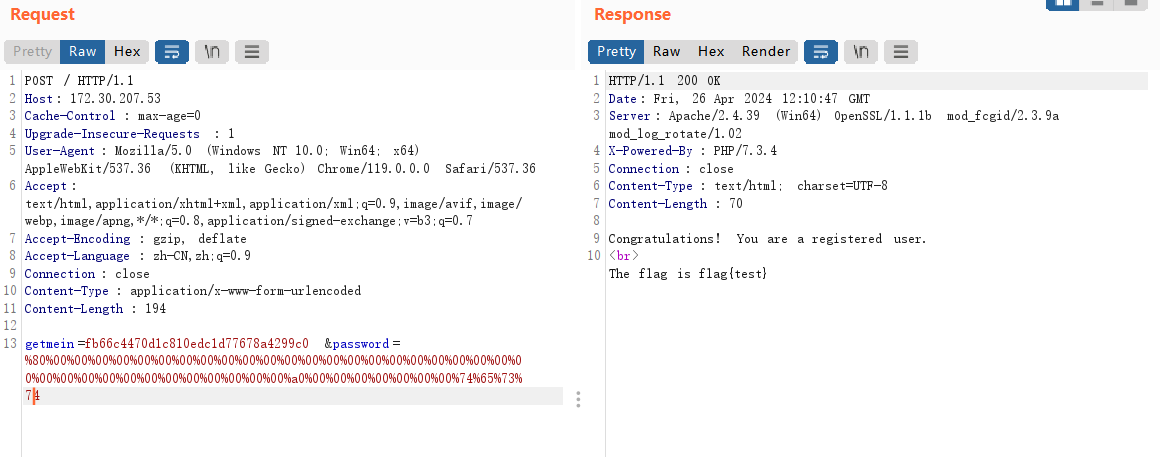 Request
Response
Pretty Raw Hex \n
Pretty Raw Hex Render \n
1 POST / HTTP/1.1
2 Host: 172.30.207.53
3 Cache-Control : max-age=0
4 Upgrade-Insecure-Requests : 1
5 User-Agent : Mozilla/5.0 (Windows NT 10.0; Win64; x64)
AppleWebKit/537.36 (KHTML, like Gecko) Chrome/119.0.0.0 Safari/537.36
6 Accept :
text/html,application/xhtml+xml,application/xml;q=0.9,image/avif,image/
webp,image/apng,*/*;q=0.8,application/signed-exchange;v=b3;q=0.7
7 Accept-Encoding : gzip, deflate
8 Accept-Language : zh-CN,zh;q=0.9
9 Connection : close
10 Content-Type : application/x-www-form-urlencoded
11 Content-Length : 194
12
13 getmein=fb66c4470d1c810edc1d77678a4299c0 &password=
%80%00%00%00%00%00%00%00%00%00%00%00%00%00%00%00%00%00%00%00%00%00%00%0
0%00%00%00%00%00%00%00%00%00%00%00%00%a0%00%00%00%00%00%00%00%74%65%73%
74
1 HTTP/1.1 200 OK
2 Date: Fri, 26 Apr 2024 12:10:47 GMT
3 Server : Apache/2.4.39 (Win64) OpenSSL/1.1.1b mod_fcgid/2.3.9a
mod_log_rotate/1.02
4 X-Powered-By : PHP/7.3.4
5 Connection : close
6 Content-Type : text/html; charset=UTF-8
7 Content-Length : 70
8
9 Congratulations! You are a registered user.
10 <br>
The flag is flag{test}